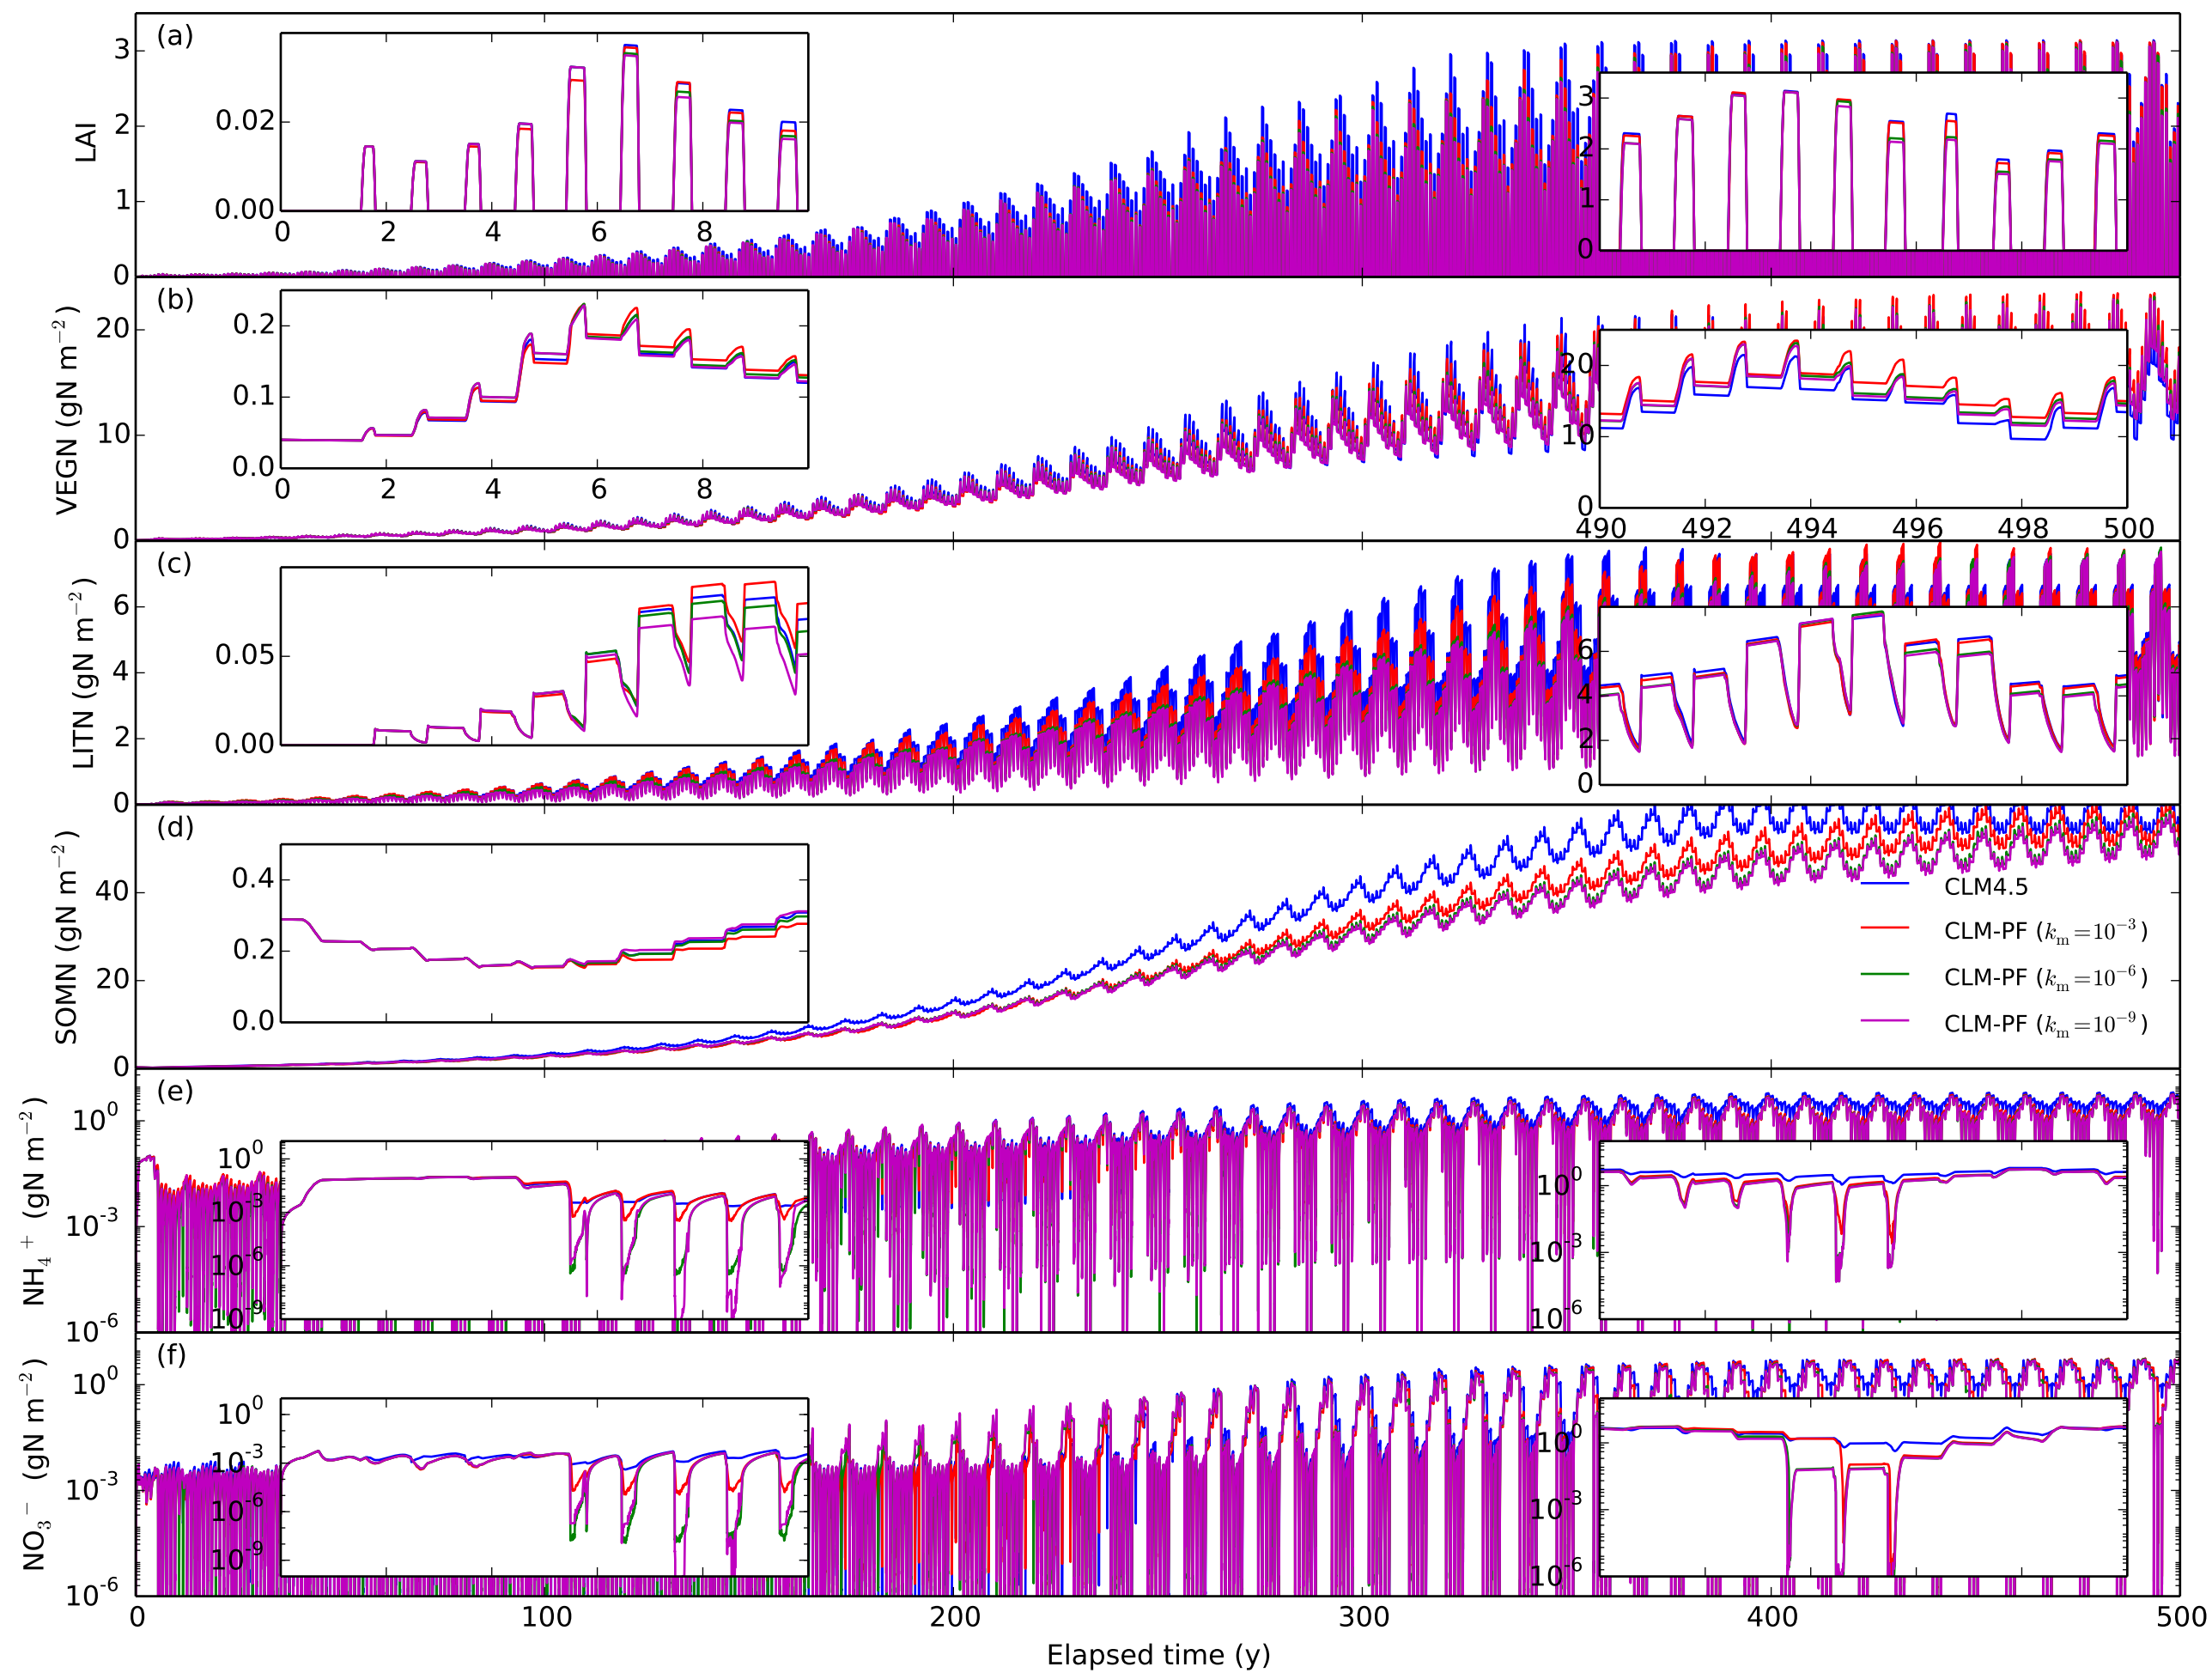 (a)
LAI
3
2
1
0
0.02
0.00
0 2 4 6 8
3
2
1
0
(b)
VEGN (gN m⁻²)
20
10
0
0.2
0.1
0.0
0 2 4 6 8
20
10
0
490 492 494 496 498 500
(c)
LITN (gN m⁻²)
6
4
2
0
0.05
0.00
6
4
2
0
(d)
SOMN (gN m⁻²)
40
20
0
0.4
0.2
0.0
CLM4.5
CLM-PF (kₘ=10⁻³)
CLM-PF (kₘ=10⁻⁶)
CLM-PF (kₘ=10⁻⁹)
(e)
NH₄⁺ (gN m⁻²)
10⁰
10⁻³
10⁻⁶
10⁰
10⁻³
10⁻⁶
10⁻⁹
10⁰
10⁻³
10⁻⁶
(f)
NO₃⁻ (gN m⁻²)
10⁰
10⁻³
10⁻⁶
10⁰
10⁻³
10⁻⁶
10⁻⁹
10⁰
10⁻³
10⁻⁶
0 100 200 300 400 500
Elapsed time (y)